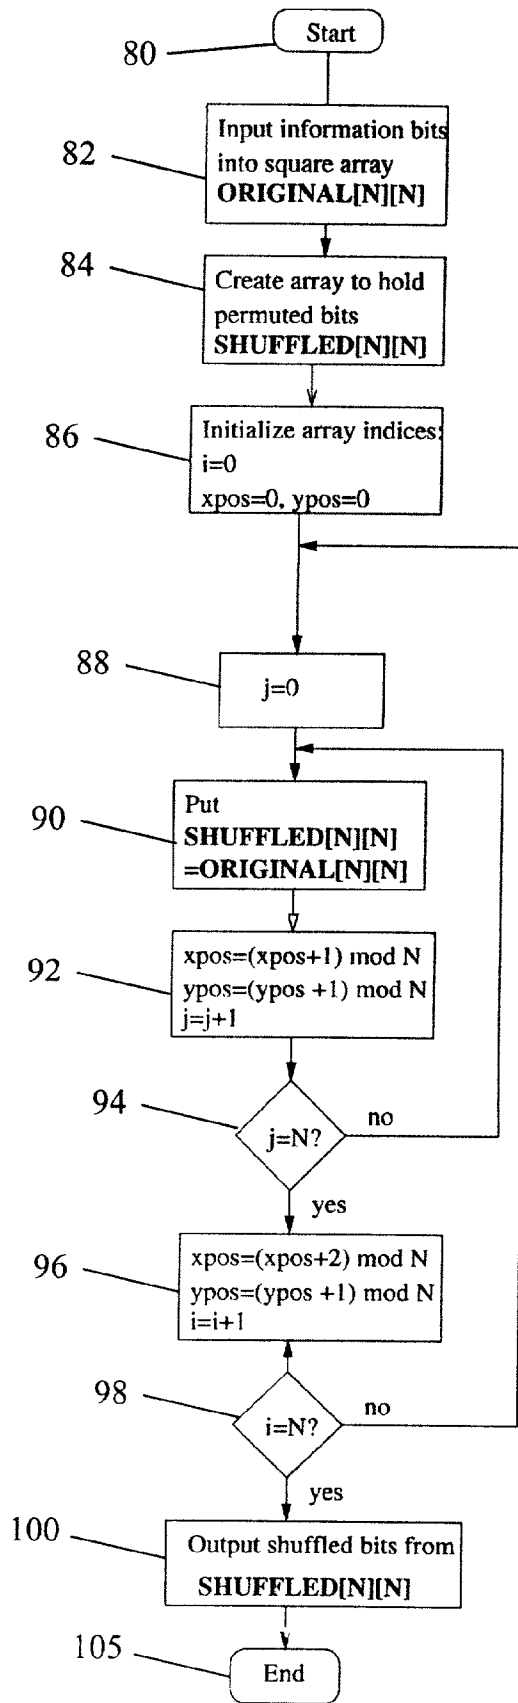 80
Start
82
Input information bits
into square array
ORIGINAL[N][N]
84
Create array to hold
permuted bits
SHUFFLED[N][N]
86
Initialize array indices:
i=0
xpos=0, ypos=0
88
j=0
90
Put
SHUFFLED[N][N]
=ORIGINAL[N][N]
92
xpos=(xpos+1) mod N
ypos=(ypos +1) mod N
j=j+1
94
j=N?
no
yes
96
xpos=(xpos+2) mod N
ypos=(ypos +1) mod N
i=i+1
98
i=N?
no
yes
100
Output shuffled bits from
SHUFFLED[N][N]
105
End